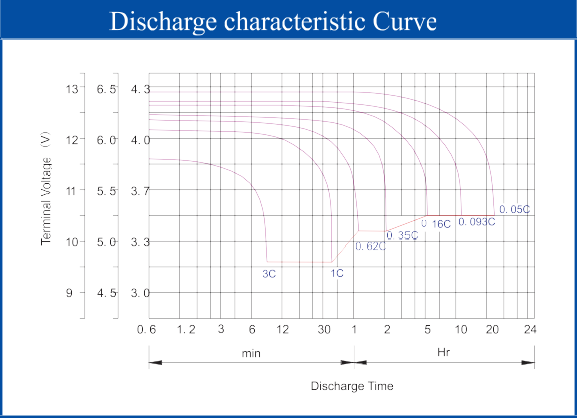 Discharge characteristic Curve
Terminal Voltage (V)
13 6.5 4.3
12 6.0 4.0
11 5.5 3.7
10 5.0 3.3
9 4.5 3.0
0.05C
0.093C
0.16C
0.35C
0.62C
3C 1C
0.6 1.2 3 6 12 30 1 2 5 10 20 24
min Hr
Discharge Time